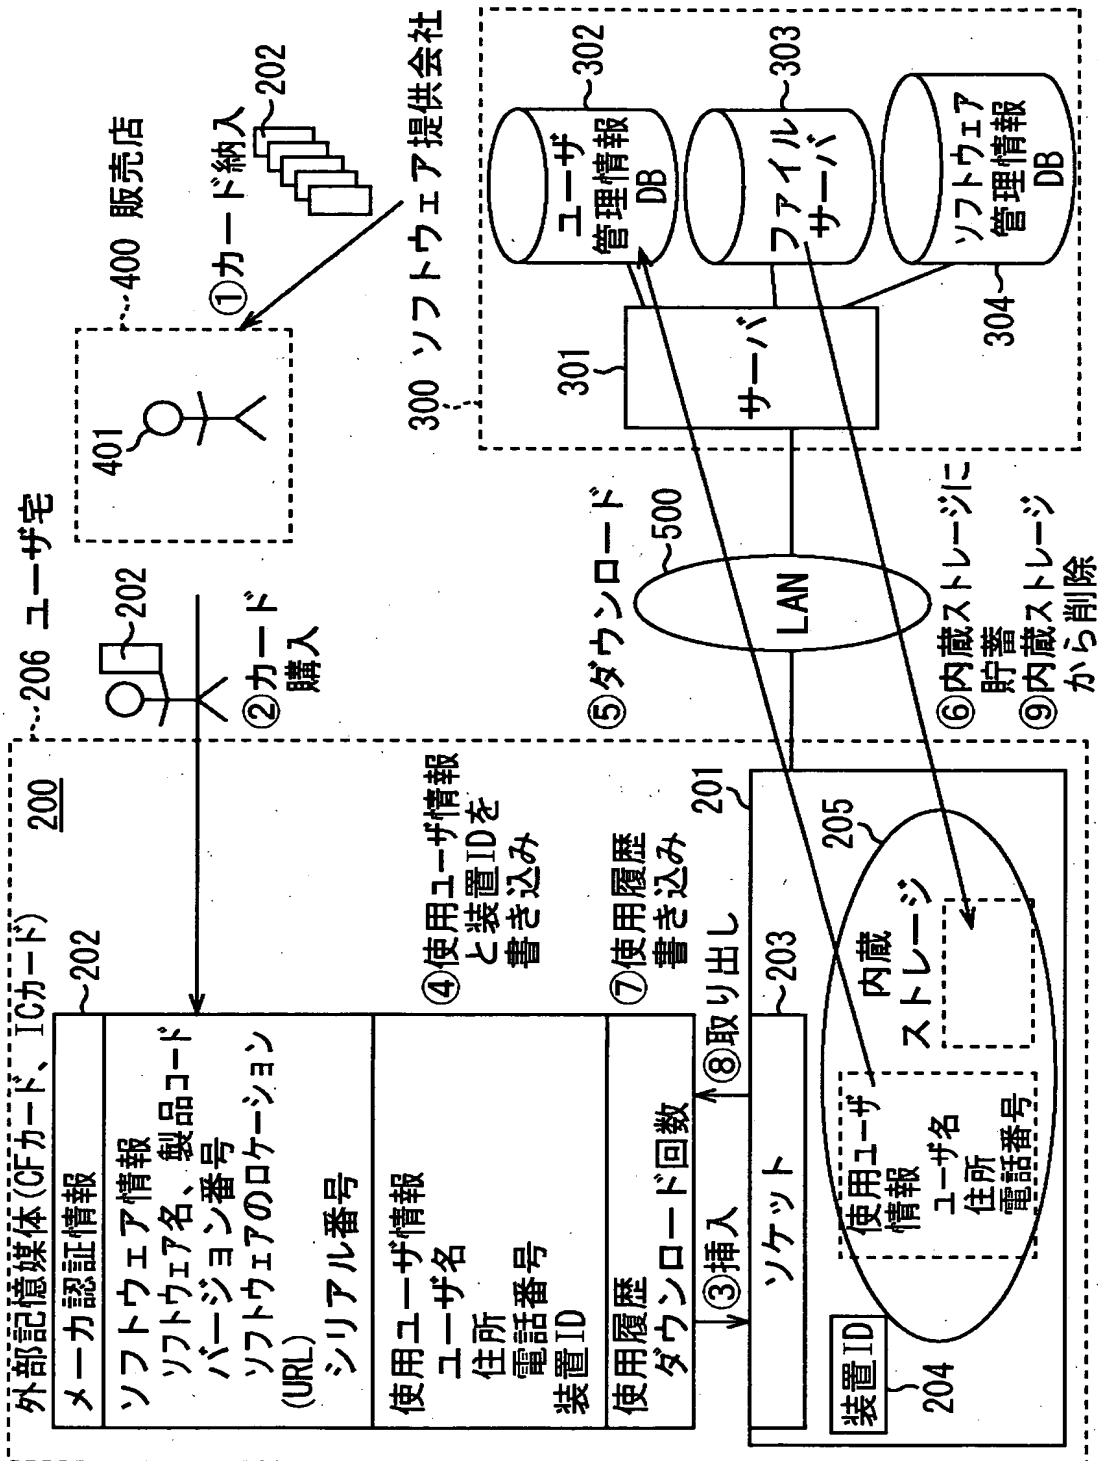 外部記憶媒体(CFカード、ICカード)
200
206 ユーザ宅
メーカ認証情報
202
ソフトウェア情報
ソフトウェア名、製品コード
バージョン番号
ソフトウェアのロケーション
(URL)
シリアル番号
使用ユーザ情報
ユーザ名
住所
電話番号
装置ID
使用履歴
ダウンロード回数
④使用ユーザ情報
と装置IDを
書き込み
⑦使用履歴
書き込み
③挿入
⑧取り出し
201
ソケット
203
内蔵
ストレージ
205
使用ユーザ
情報
ユーザ名
住所
電話番号
装置ID
204
202
②カード
購入
401
400 販売店
①カード納入
202
⑤ダウンロード
500
LAN
⑥内蔵ストレージに
貯蓄
⑨内蔵ストレージ
から削除
300 ソフトウェア提供会社
301
サーバ
302
ユーザ
管理情報
DB
303
ファイル
サーバ
304
ソフトウェア
管理情報
DB